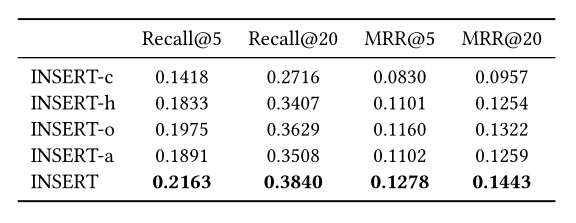 Recall@5 Recall@20 MRR@5 MRR@20
INSERT-c 0.1418 0.2716 0.0830 0.0957
INSERT-h 0.1833 0.3407 0.1101 0.1254
INSERT-o 0.1975 0.3629 0.1160 0.1322
INSERT-a 0.1891 0.3508 0.1102 0.1259
INSERT 0.2163 0.3840 0.1278 0.1443